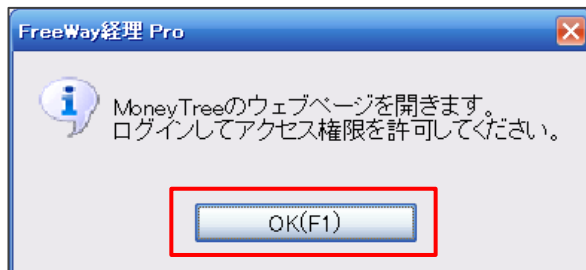 FreeWay経理 Pro
MoneyTreeのウェブページを開きます。
ログインしてアクセス権限を許可してください。
OK(F1)